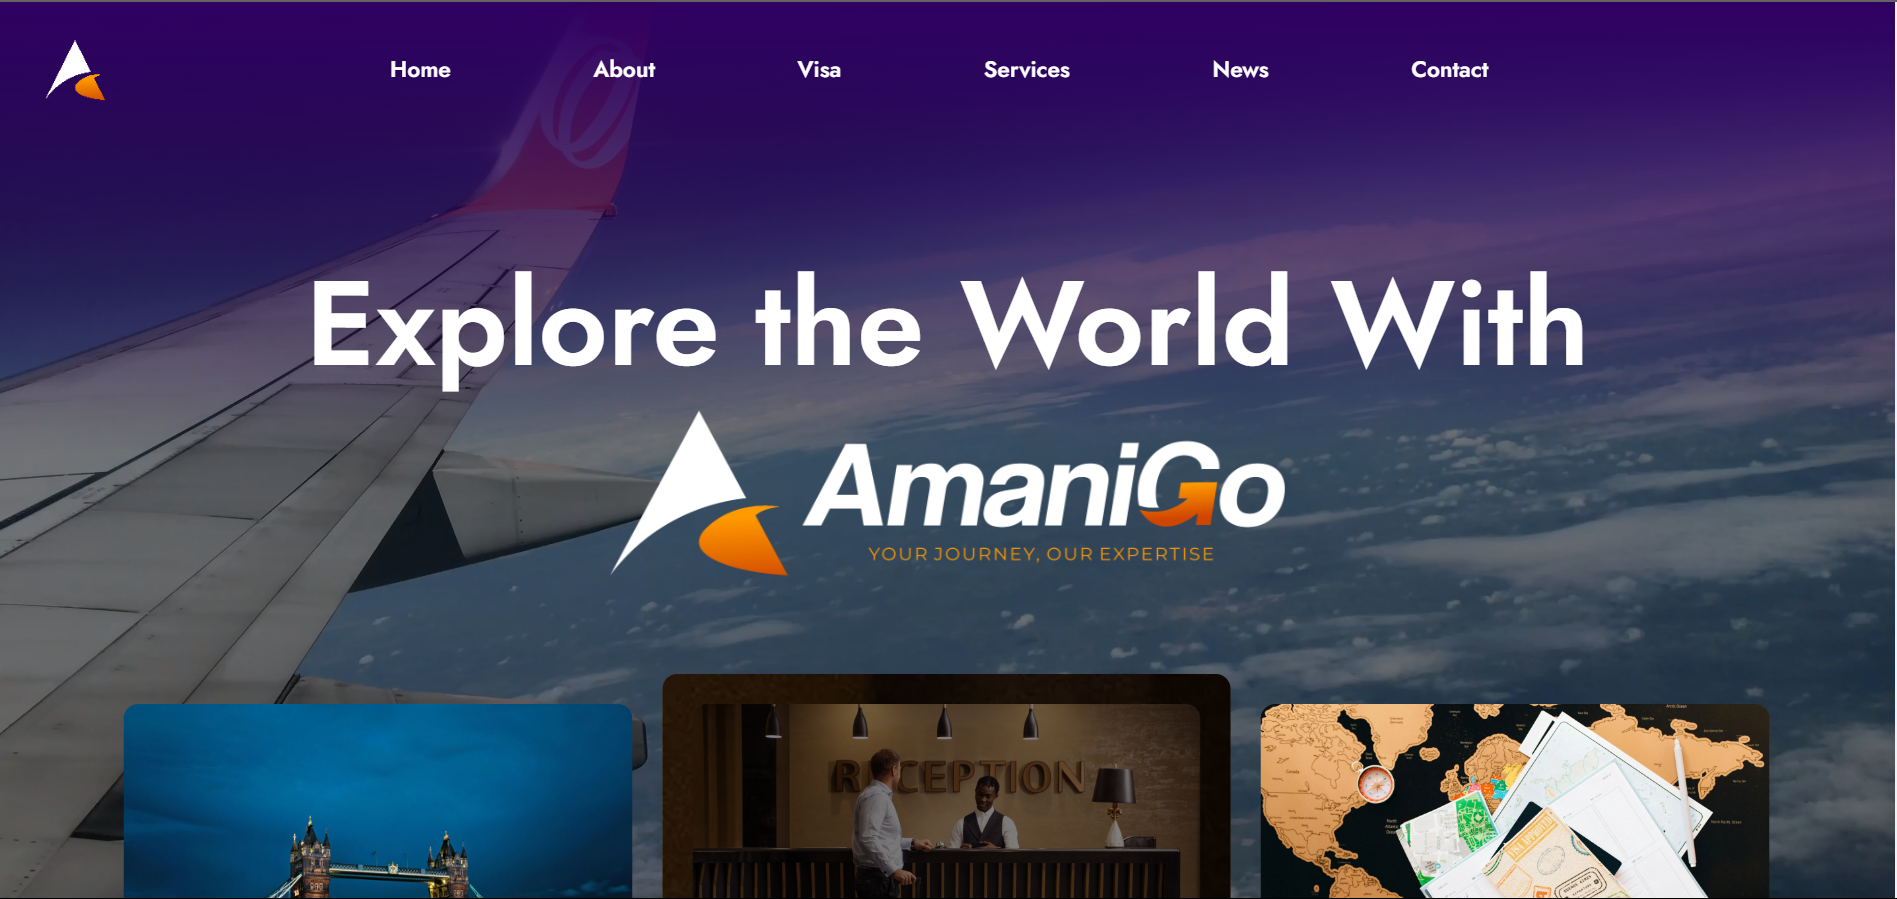 Home About Visa Services News Contact
Explore the World With
AmaniGo
YOUR JOURNEY, OUR EXPERTISE
RECEPTION